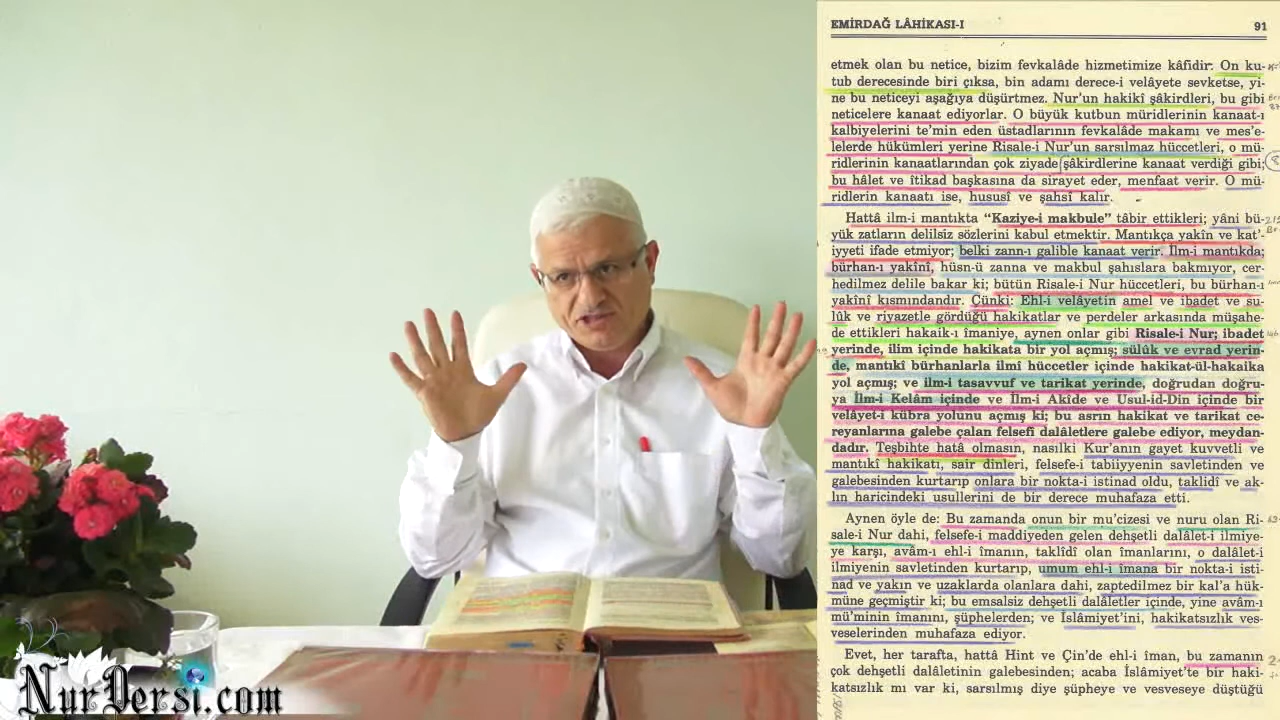 EMİRDAĞ LÂHİKASI-I 91
etmek olan bu netice, bizim fevkalâde hizmetimize kâfidir. On ku-
tub derecesinde biri çıksa, bin adamı derece-i velâyete sevketse, yi-
ne bu neticeyi aşağıya düşürtmez. Nur'un hakikî şâkirdleri, bu gibi
neticelere kanaat ediyorlar. O büyük kutbun müridlerinin kanaat-ı
kalbiyelerini te'min eden üstadlarının fevkalâde makamı ve mes'e-
lelerde hükümleri yerine Risale-i Nur'un sarsılmaz hüccetleri, o mü-
ridlerinin kanaatlarından çok ziyade şâkirdlerine kanaat verdiği gibi;
bu hâlet ve îtikad başkasına da sirayet eder, menfaat verir. O mü-
ridlerin kanaatı ise, hususî ve şahsî kalır.
Hattâ ilm-i mantıkta “Kaziye-i makbule” tâbir ettikleri; yâni bü-
yük zatların delilsiz sözlerini kabul etmektir. Mantıkça yakîn ve kat'-
iyyeti ifade etmiyor; belki zann-ı galible kanaat verir. İlm-i mantıkda;
bürhan-ı yakînî, hüsn-ü zanna ve makbul şahıslara bakmıyor, cer-
hedilmez delile bakar ki; bütün Risale-i Nur hüccetleri, bu bürhan-ı
yakînî kısmındandır. Çünki: Ehl-i velâyetin amel ve ibadet ve sü-
lûk ve riyazetle gördüğü hakikatlar ve perdeler arkasında müşahe-
de ettikleri hakaik-ı îmaniye, aynen onlar gibi Risale-i Nur; ibadet
yerinde, ilim içinde hakikata bir yol açmış; sülûk ve evrad yerin-
de, mantıkî bürhanlarla ilmî hüccetler içinde hakikat-ül-hakaika
yol açmış; ve ilm-i tasavvuf ve tarikat yerinde, doğrudan doğru-
ya İlm-i Kelâm içinde ve İlm-i Akîde ve Usul-id-Din içinde bir
velâyet-i kübra yolunu açmış ki; bu asrın hakikat ve tarikat ce-
reyanlarına galebe çalan felsefî dalâletlere galebe ediyor, meydan-
dadır. Teşbihte hatâ olmasın, nasılki Kur'anın gayet kuvvetli ve
mantıkî hakikatı, sair dinleri, felsefe-i tabiiyyenin savletinden ve
galebesinden kurtarıp onlara bir nokta-i istinad oldu, taklidî ve ak-
lın haricindeki usullerini de bir derece muhafaza etti.
Aynen öyle de: Bu zamanda onun bir mu'cizesi ve nuru olan Ri-
sale-i Nur dahi, felsefe-i maddiyeden gelen dehşetli dalâlet-i ilmiye-
ye karşı, avâm-ı ehl-i îmanın, taklîdî olan îmanlarını, o dalâlet-i
ilmiyenin savletinden kurtarıp, umum ehl-i îmana bir nokta-i isti-
nad ve yakın ve uzaklarda olanlara dahi, zaptedilmez bir kal'a hük-
müne geçmiştir ki; bu emsalsiz dehşetli dalâletler içinde, yine avâm-ı
mü'minin îmanını, şüphelerden; ve İslâmiyet'ini, hakikatsızlık ves-
veselerinden muhafaza ediyor.
Evet, her tarafta, hattâ Hint ve Çin'de ehl-i îman, bu zamanın
çok dehşetli dalâletinin galebesinden; acaba İslâmiyet'te bir haki-
katsızlık mı var ki, sarsılmış diye şüpheye ve vesveseye düştüğü
NurDersi.com